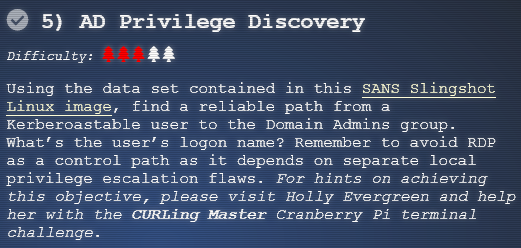 5) AD Privilege Discovery
Difficulty:
Using the data set contained in this SANS Slingshot
Linux image, find a reliable path from a
Kerberoastable user to the Domain Admins group.
What's the user's logon name? Remember to avoid RDP
as a control path as it depends on separate local
privilege escalation flaws. For hints on achieving
this objective, please visit Holly Evergreen and help
her with the CURLing Master Cranberry Pi terminal
challenge.